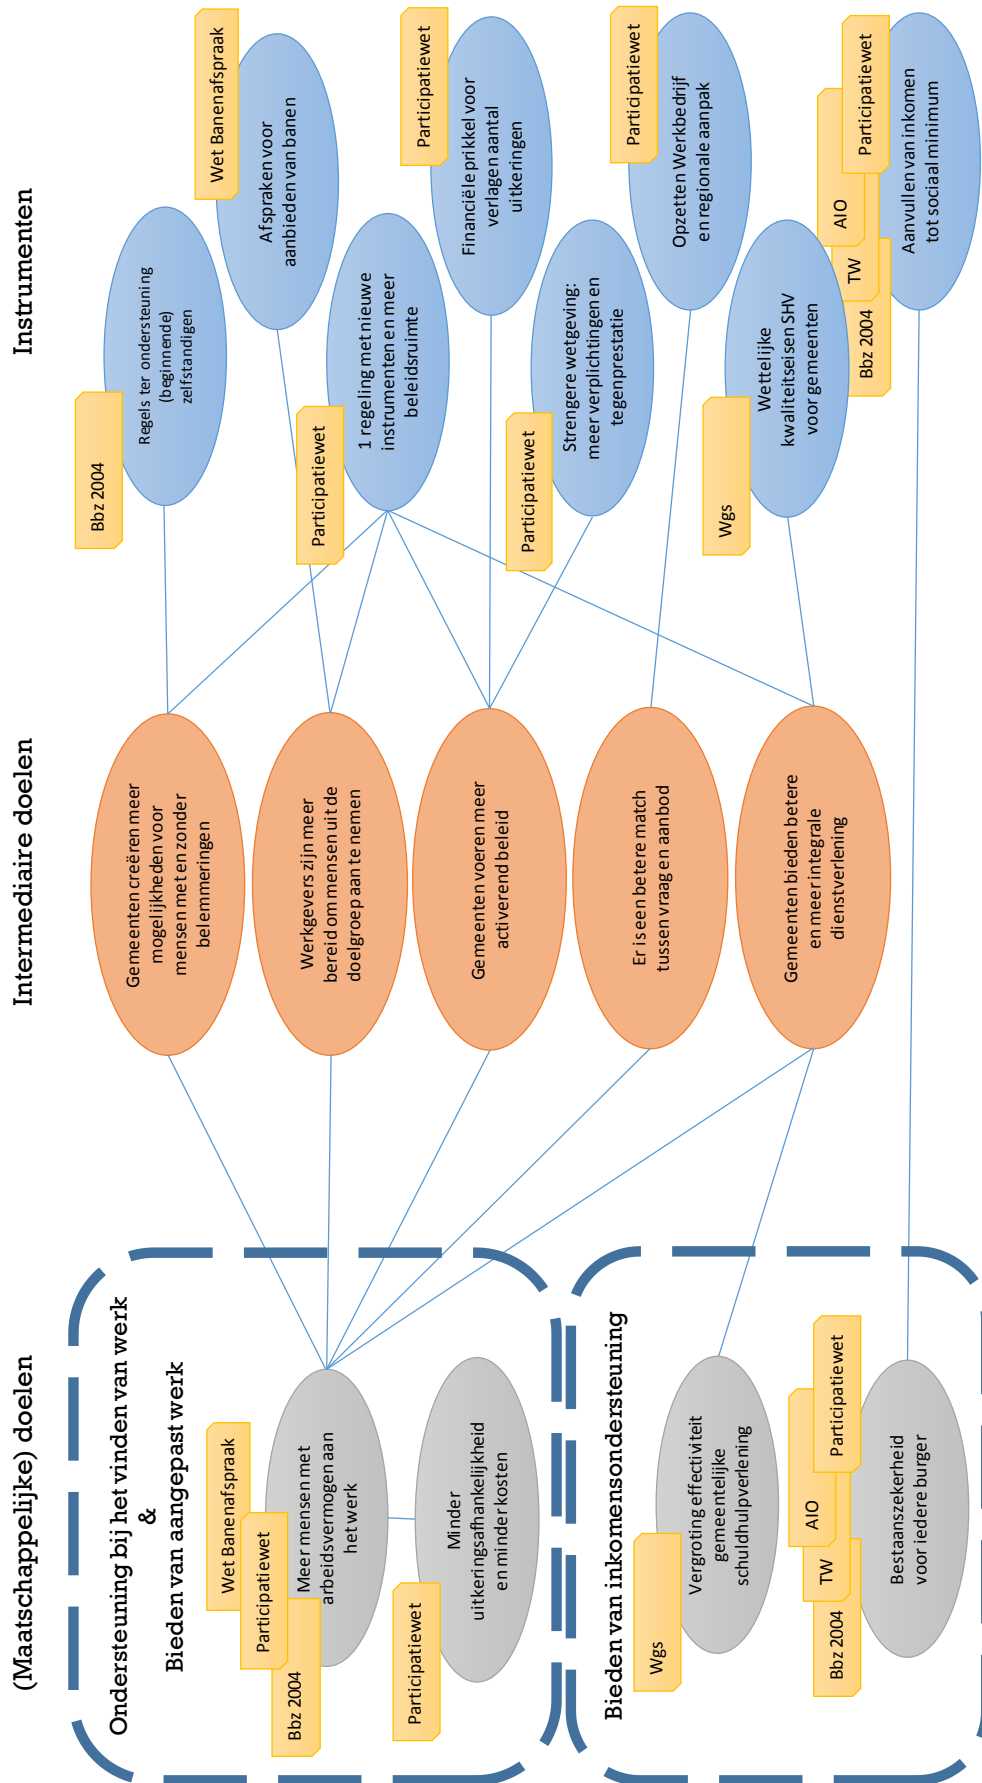 (Maatschappelijke) doelen
Intermediaire doelen
Instrumenten
Ondersteuning bij het vinden van werk
&
Bieden van aangepast werk
Wet Banenafspraak
Participatiewet
Bbz 2004
Meer mensen met
arbeidsvermogen aan
het werk
Participatiewet
Minder
uitkeringsafhankelijkheid
en minder kosten
Bieden van inkomensondersteuning
Wgs
Vergroting effectiviteit
gemeentelijke
schuldhulpverlening
Participatiewet
AIO
TW
Bbz 2004
Bestaanszekerheid
voor iedere burger
Gemeenten creëren meer
mogelijkheden voor
mensen met en zonder
belemmeringen
Werkgevers zijn meer
bereid om mensen uit de
doelgroep aan te nemen
Gemeenten voeren meer
activerend beleid
Er is een betere match
tussen vraag en aanbod
Gemeenten bieden betere
en meer integrale
dienstverlening
Bbz 2004
Regels ter ondersteuning
(beginnende)
zelfstandigen
Wet Banenafspraak
Afspraken voor
aanbieden van banen
Participatiewet
1 regeling met nieuwe
instrumenten en meer
beleidsruimte
Participatiewet
Financiële prikkel voor
verlagen aantal
uitkeringen
Participatiewet
Strengere wetgeving:
meer verplichtingen en
tegenprestatie
Participatiewet
Opzetten Werkbedrijf
en regionale aanpak
Wgs
Wettelijke
kwaliteitseisen SHV
voor gemeenten
Participatiewet
AIO
TW
Bbz 2004
Aanvullen van inkomen
tot sociaal minimum